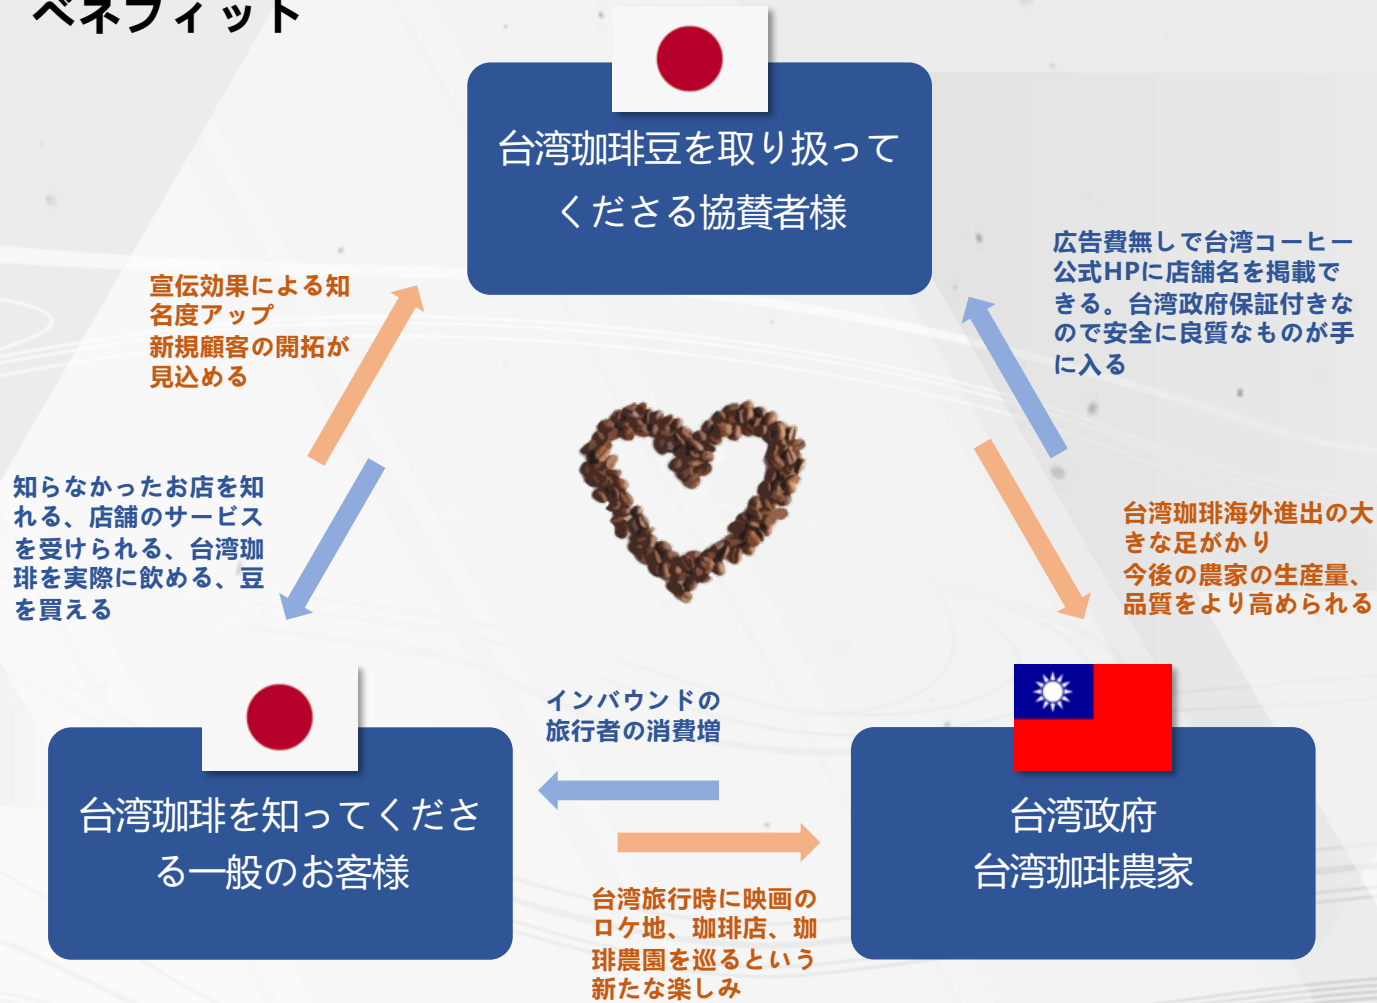 ベネフィット
台湾珈琲豆を取り扱って
くださる協賛者様
宣伝効果による知
名度アップ
新規顧客の開拓が
見込める
広告費無しで台湾コーヒー
公式HPに店舗名を掲載で
きる。台湾政府保証付きな
ので安全に良質なものが手
に入る
知らなかったお店を知
れる、店舗のサービス
を受けられる、台湾珈
琲を実際に飲める、豆
を買える
台湾珈琲海外進出の大
きな足がかり
今後の農家の生産量、
品質をより高められる
インバウンドの
旅行者の消費増
台湾珈琲を知ってくださ
る一般のお客様
台湾政府
台湾珈琲農家
台湾旅行時に映画の
ロケ地、珈琲店、珈
琲農園を巡るという
新たな楽しみ